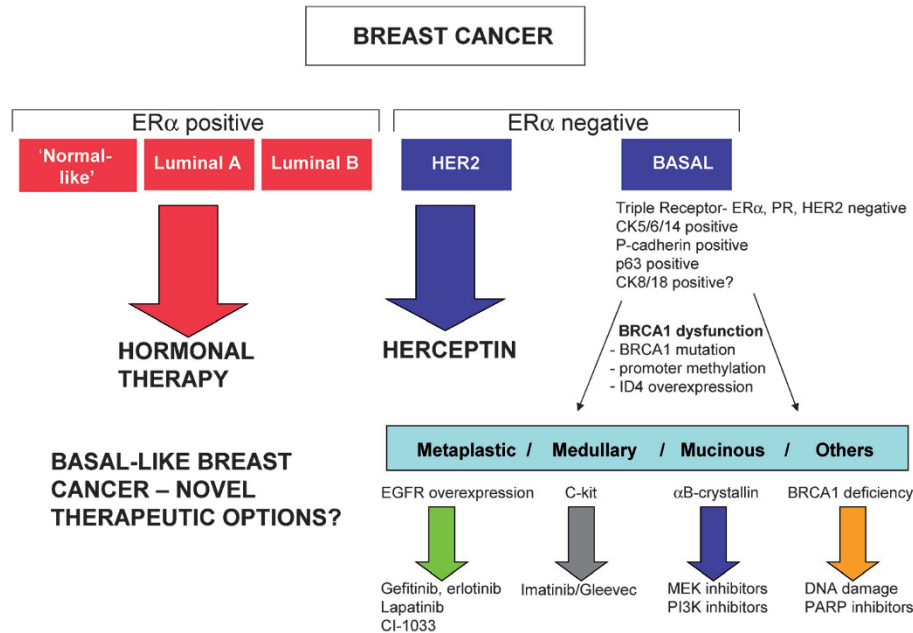 BREAST CANCER
ERα positive
ERα negative
'Normal-
like'
Luminal A
Luminal B
HER2
BASAL
Triple Receptor- ERα, PR, HER2 negative
CK5/6/14 positive
P-cadherin positive
p63 positive
CK8/18 positive?
HORMONAL
THERAPY
HERCEPTIN
BRCA1 dysfunction
- BRCA1 mutation
- promoter methylation
- ID4 overexpression
BASAL-LIKE BREAST
CANCER – NOVEL
THERAPEUTIC OPTIONS?
Metaplastic / Medullary / Mucinous / Others
EGFR overexpression
C-kit
αB-crystallin
BRCA1 deficiency
Gefitinib, erlotinib
Lapatinib
CI-1033
Imatinib/Gleevec
MEK inhibitors
PI3K inhibitors
DNA damage
PARP inhibitors